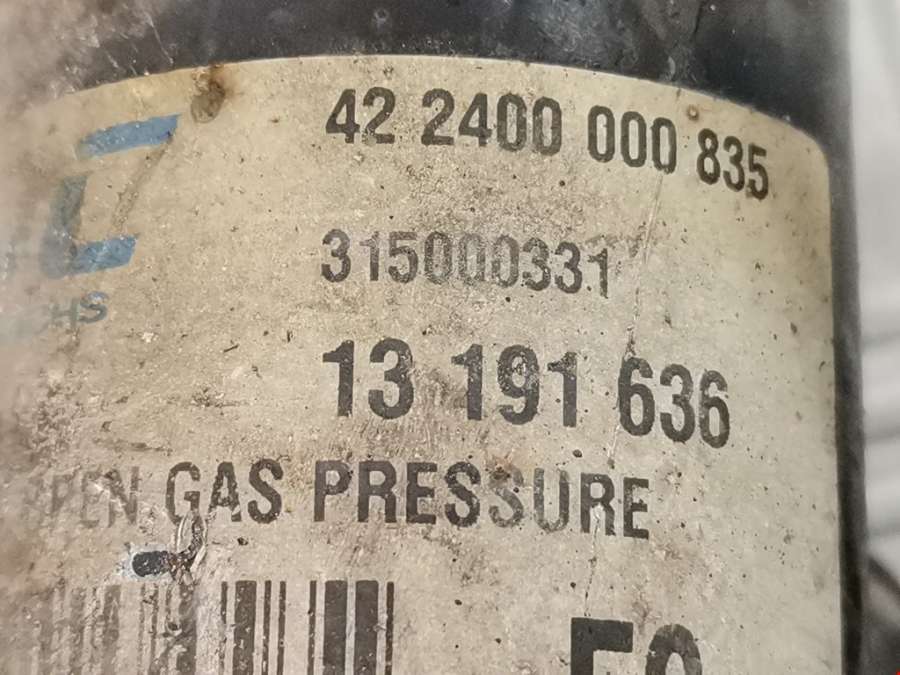 42 2400 000 835
315000331
13 191 636
GAS PRESSURE